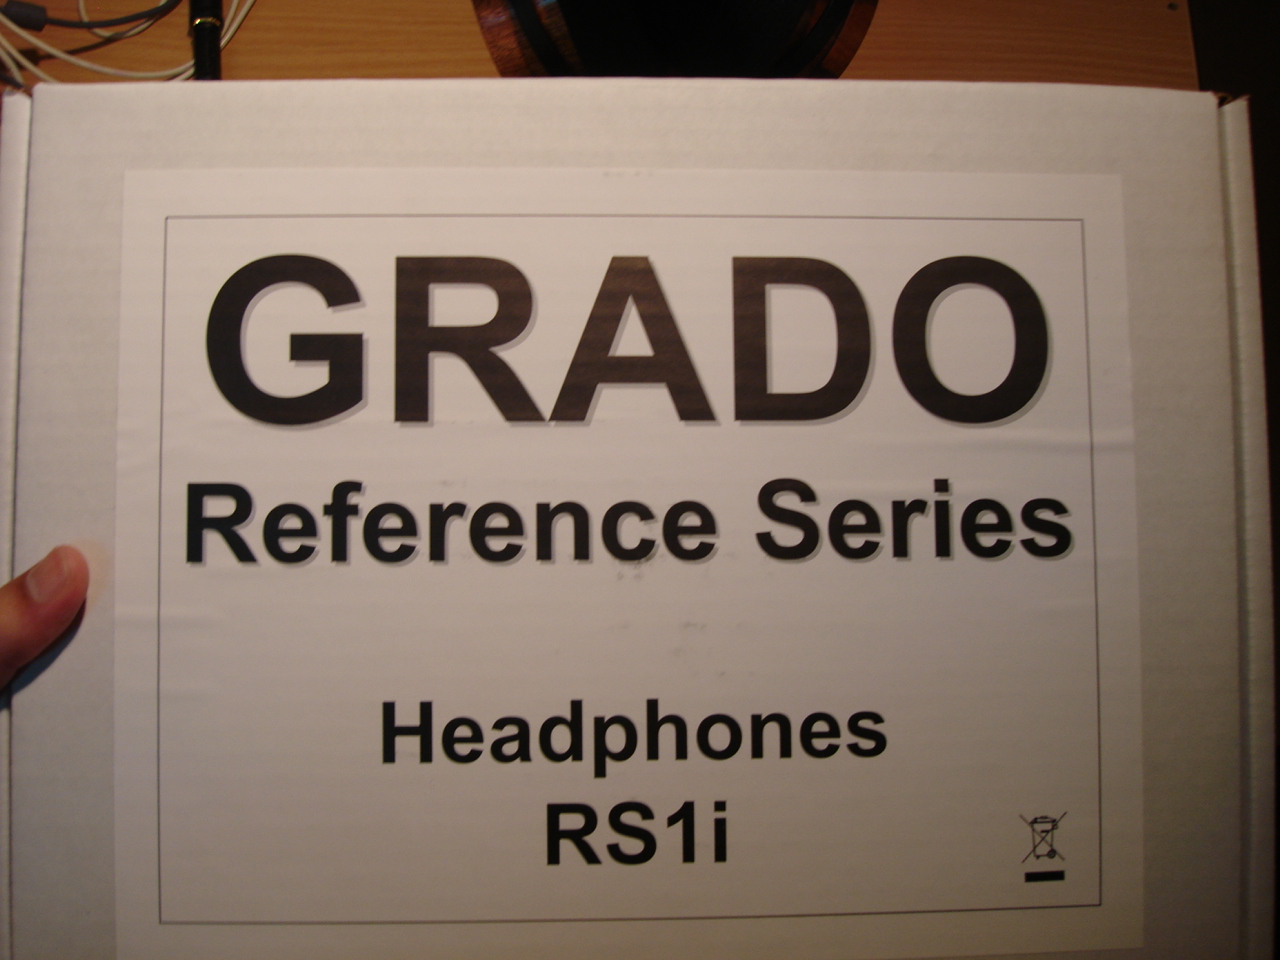 GRADO
Reference Series
Headphones
RS1i